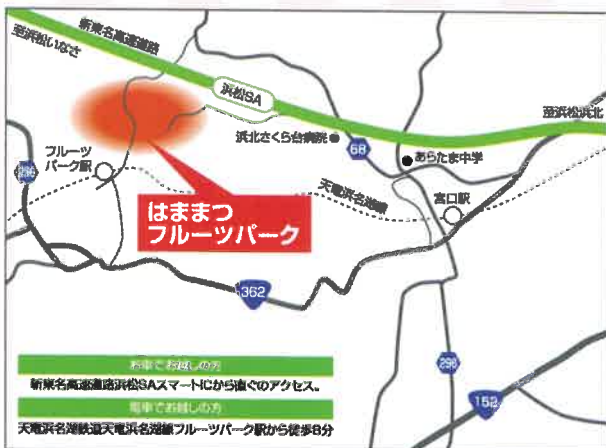 新東名高速道路
至浜松いなさ
浜松SA
至浜松浜北
浜北さくら台病院
68
あらたま中学
フルーツ
パーク駅
296
天竜浜名湖線
宮口駅
はままつ
フルーツパーク
362
296
152
お車でお越しの方
新東名高速道路浜松SAスマートICから直ぐのアクセス。
電車でお越しの方
天竜浜名湖鉄道天竜浜名湖線フルーツパーク駅から徒歩8分